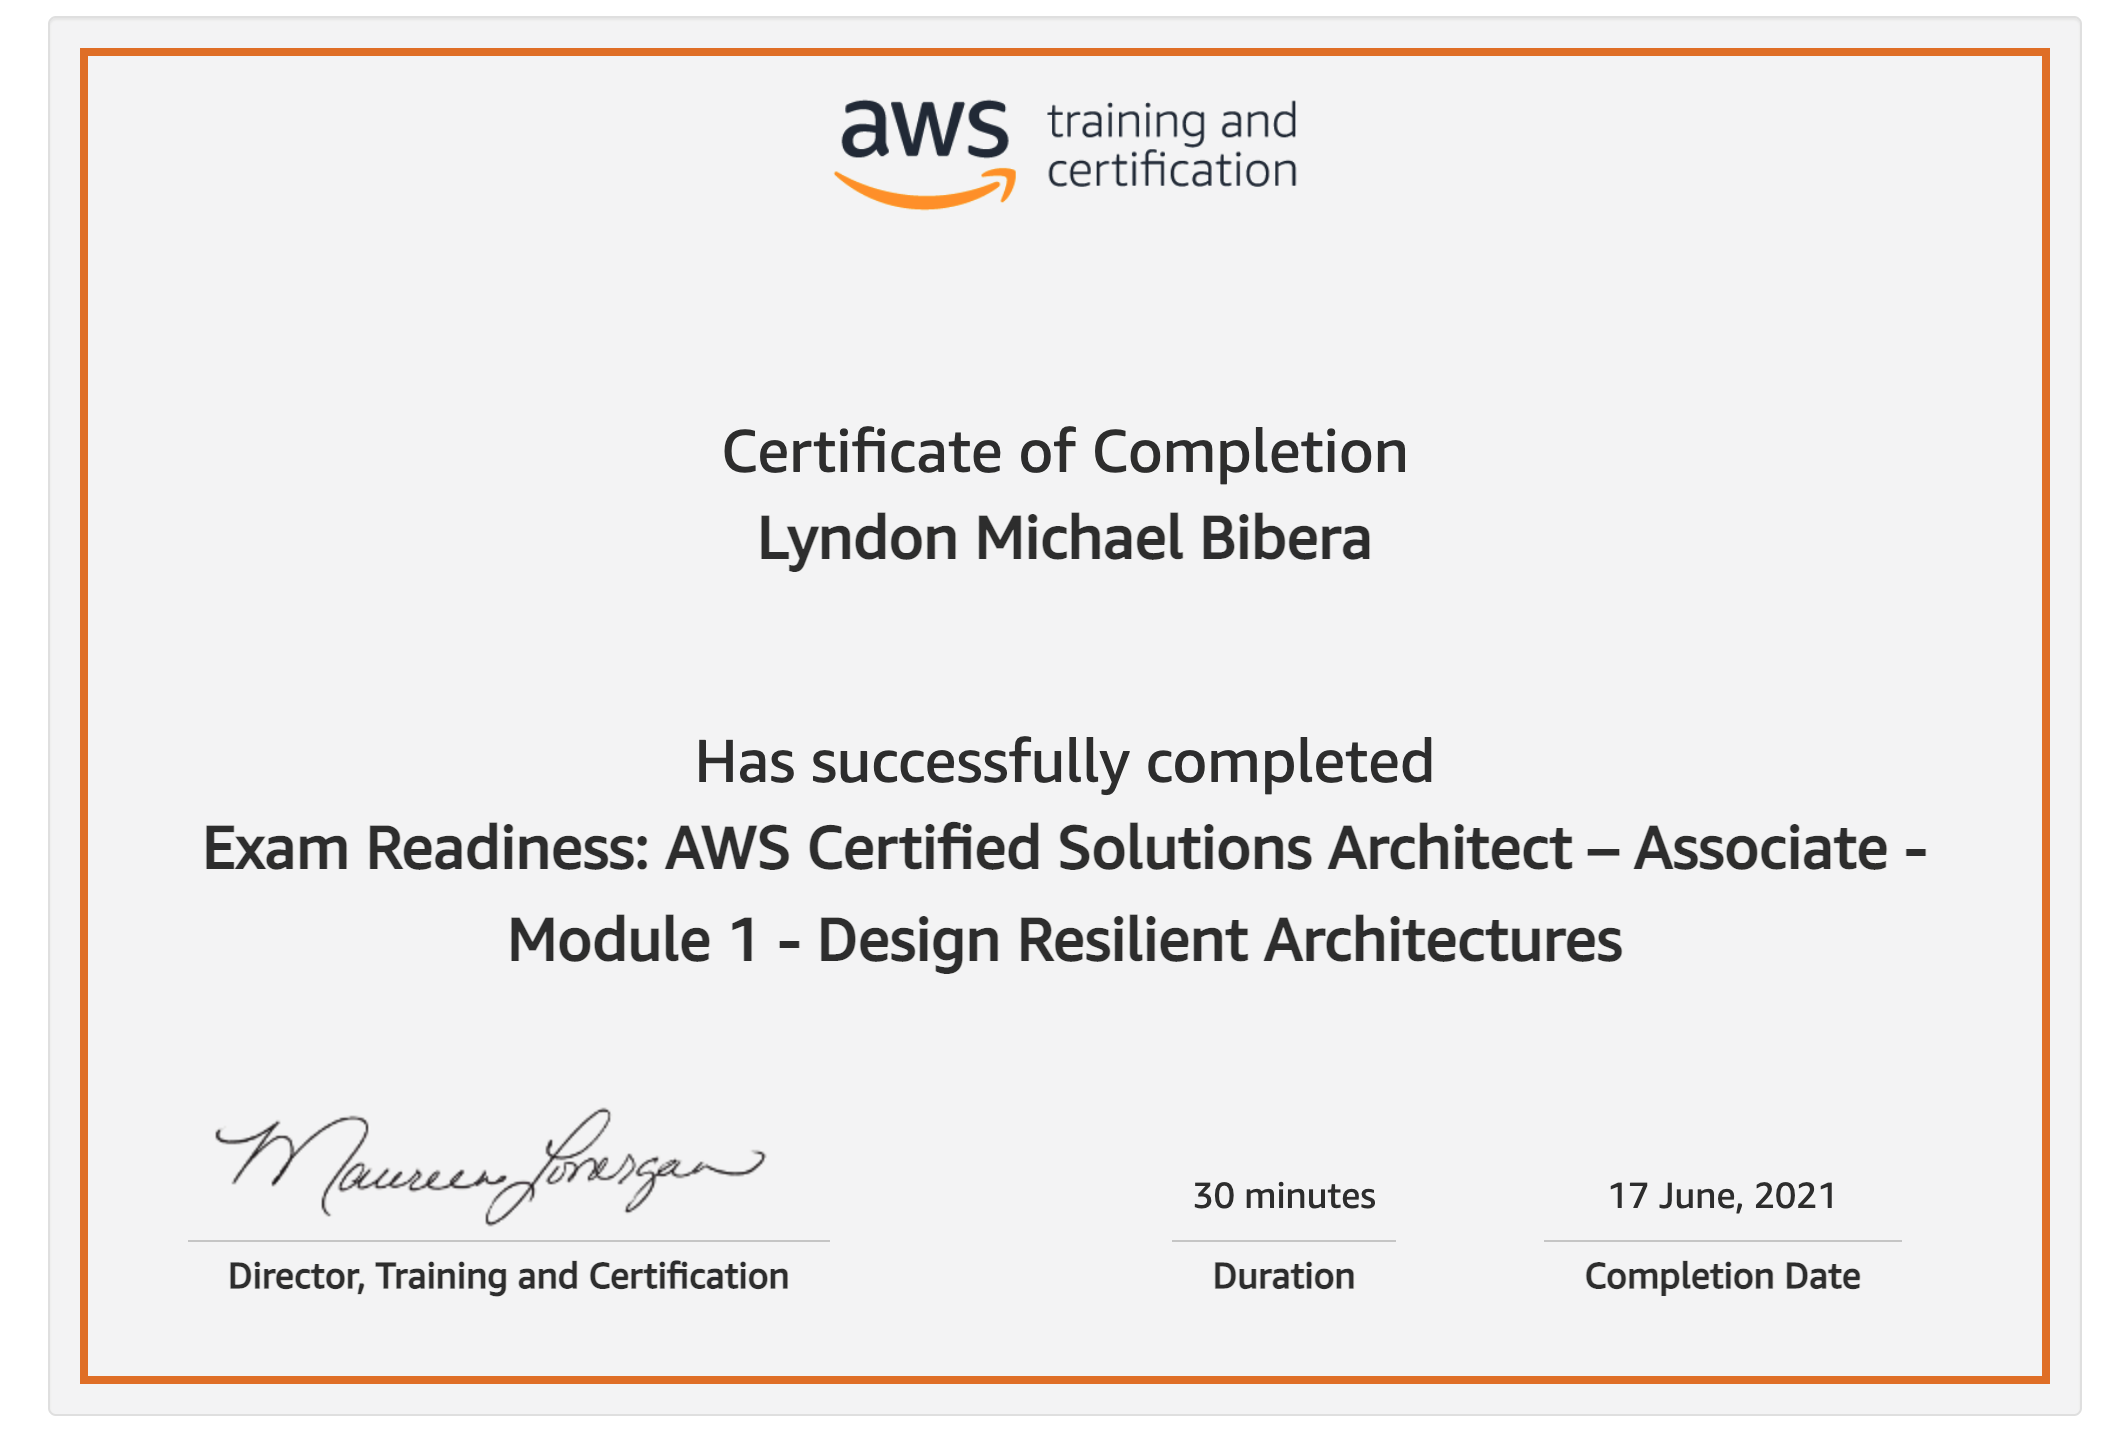 aws training and
certification
Certificate of Completion
Lyndon Michael Bibera
Has successfully completed
Exam Readiness: AWS Certified Solutions Architect – Associate -
Module 1 - Design Resilient Architectures
Maureen Lonergan
30 minutes
17 June, 2021
Director, Training and Certification
Duration
Completion Date